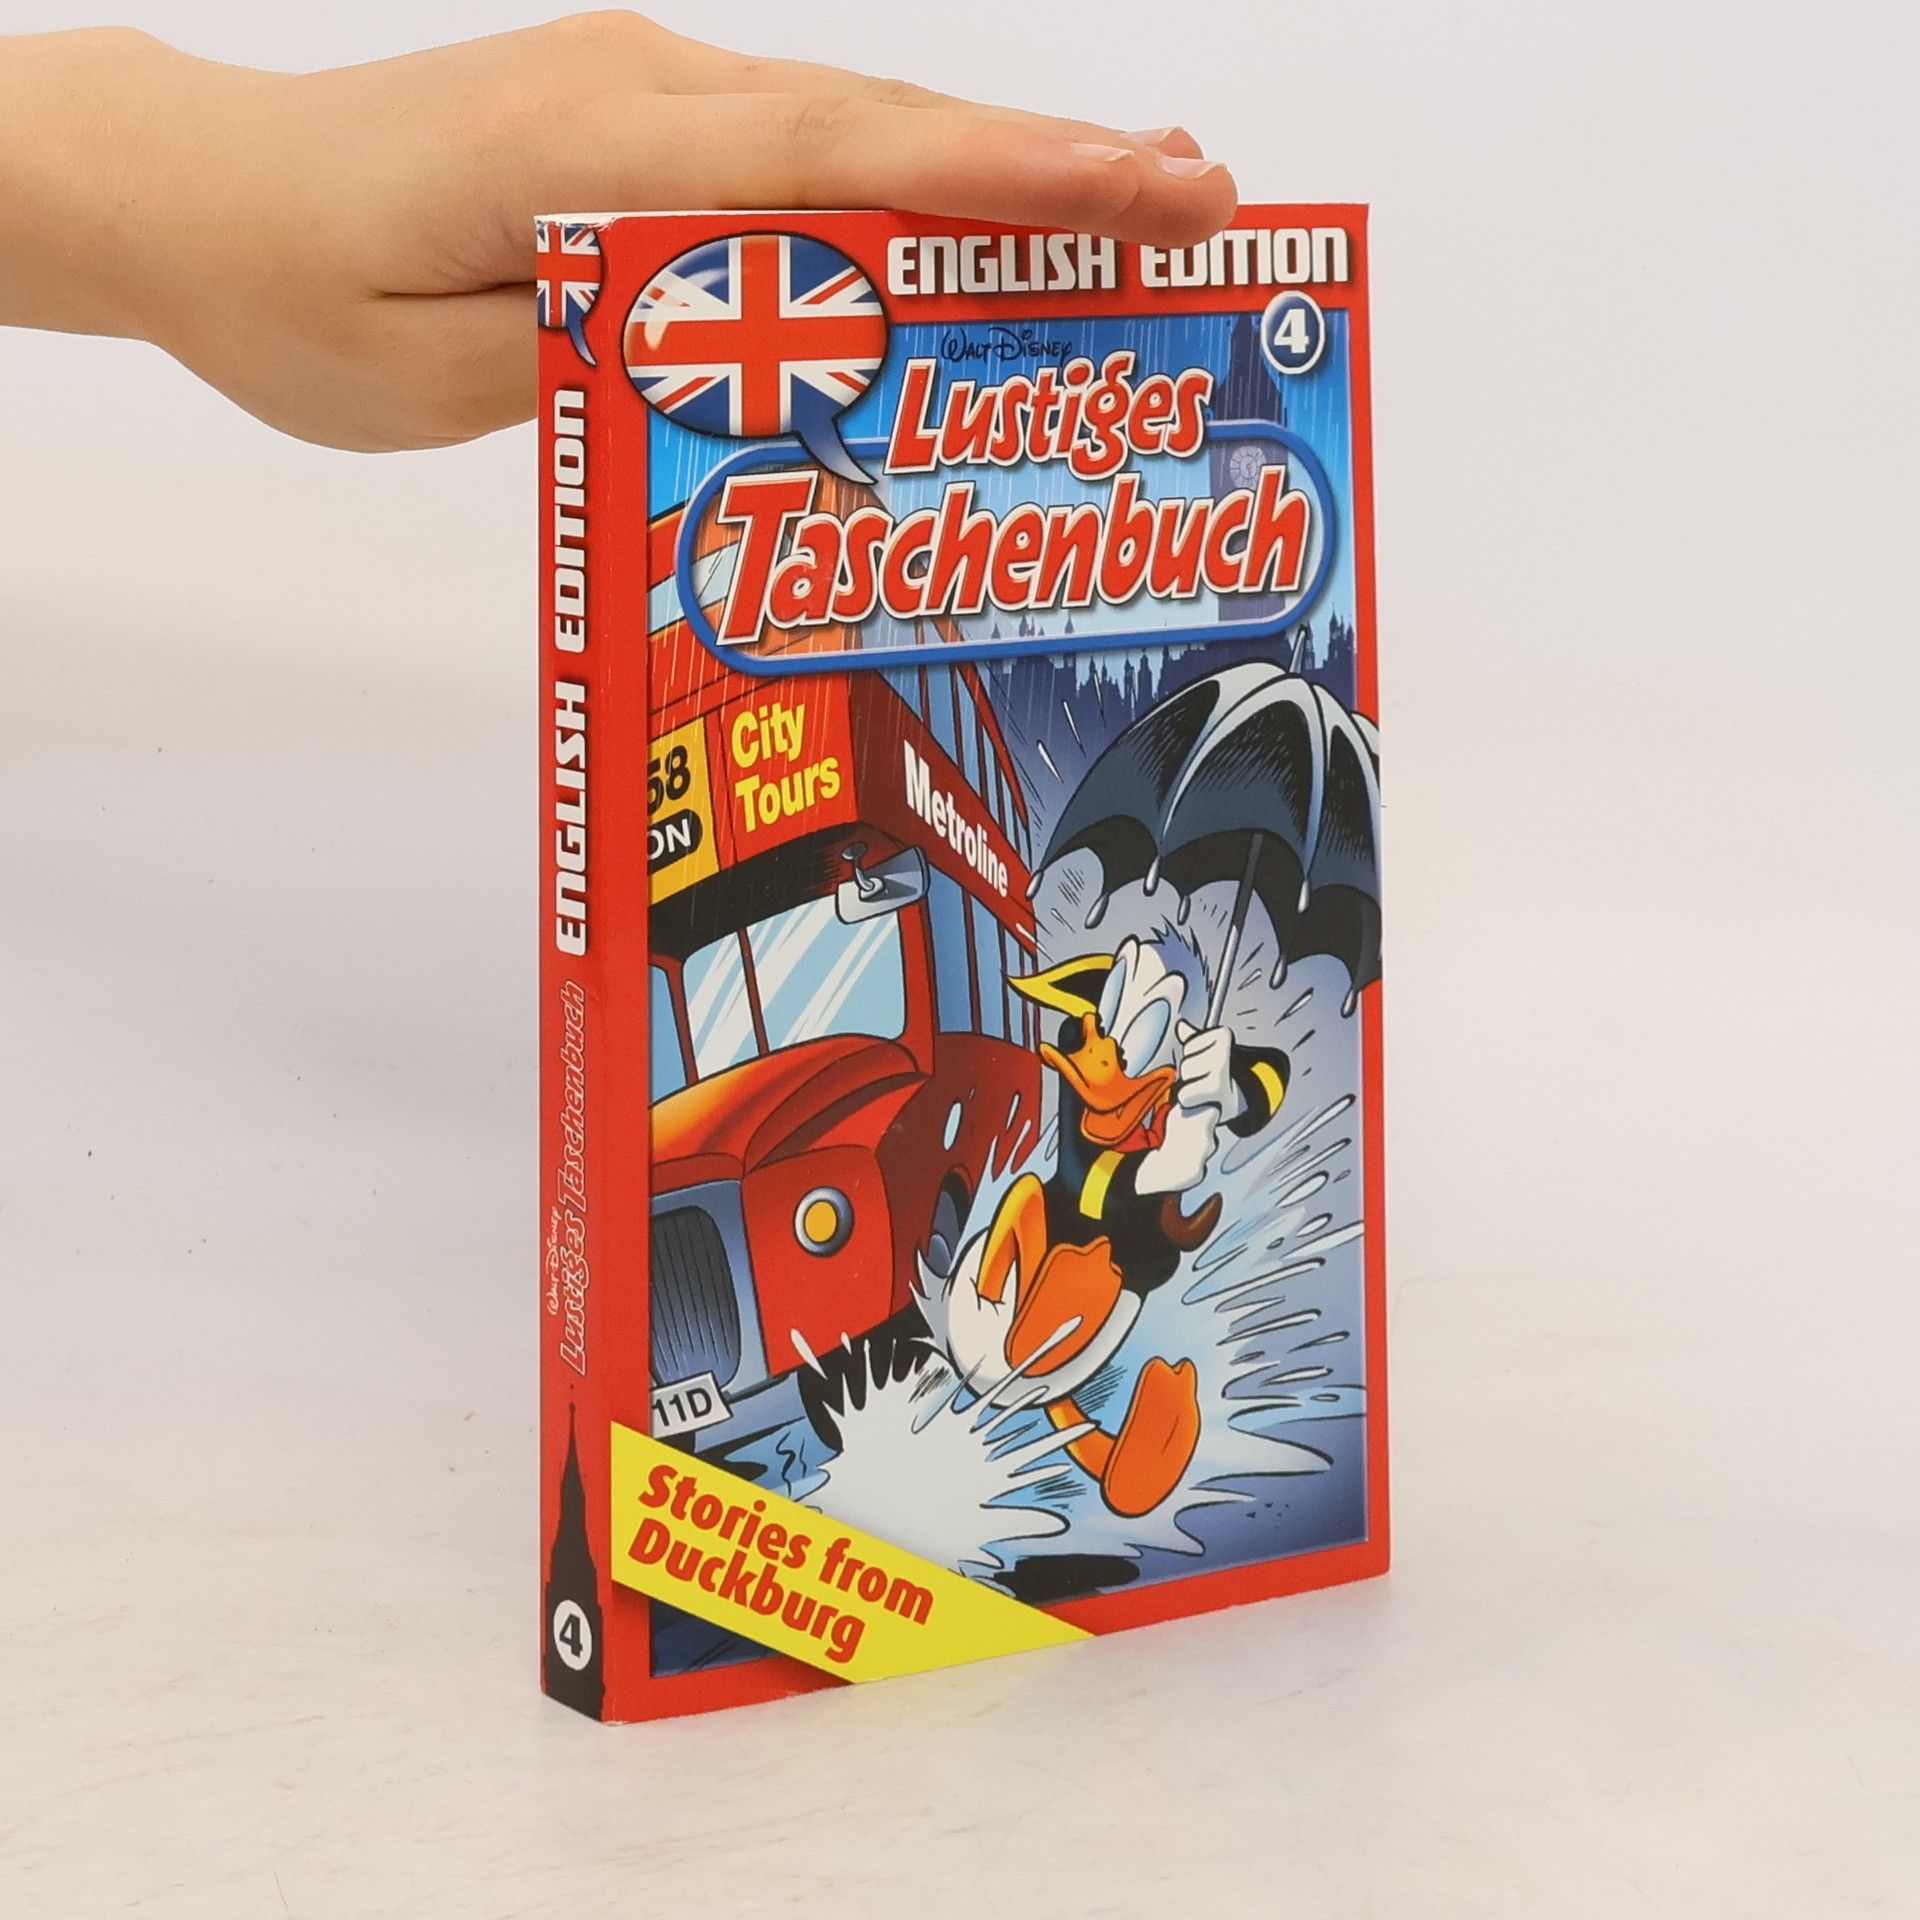 ENGLISH EDITION
4
WALT DISNEY
Lustiges
Taschenbuch
58
ON
City
Tours
Metroline
11D
Stories from
Duckburg
ENGLISH EDITION
WALT DISNEY
Lustiges Taschenbuch
4